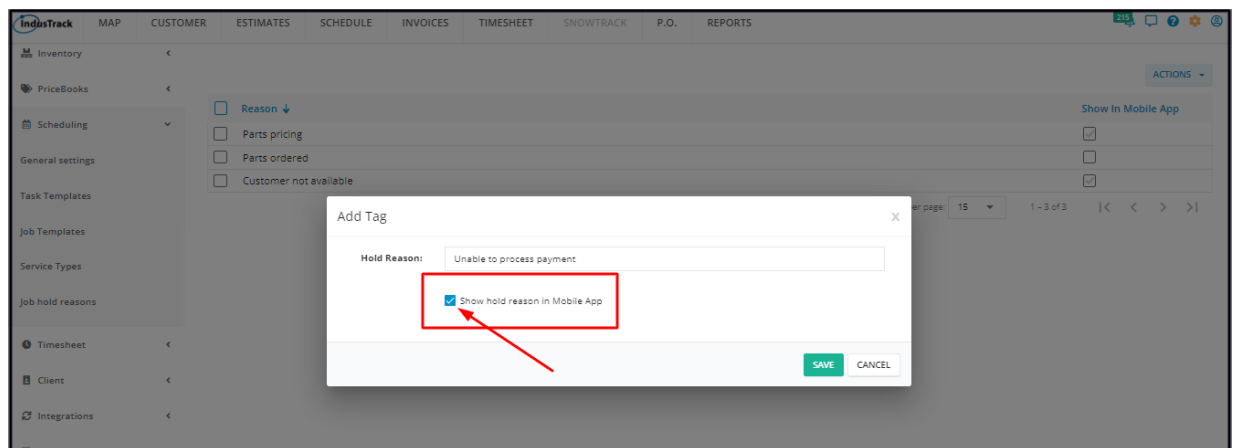 IndusTrack MAP CUSTOMER ESTIMATES SCHEDULE INVOICES TIMESHEET SNOWTRACK P.O. REPORTS 215
Inventory
ACTIONS
PriceBooks
Reason Show In Mobile App
Scheduling
Parts pricing
Parts ordered
General settings
Customer not available
Task Templates
er page: 15 1 – 3 of 3
Add Tag X
Job Templates
Hold Reason: Unable to process payment
Service Types
Show hold reason in Mobile App
Job hold reasons
Timesheet
SAVE CANCEL
Client
Integrations